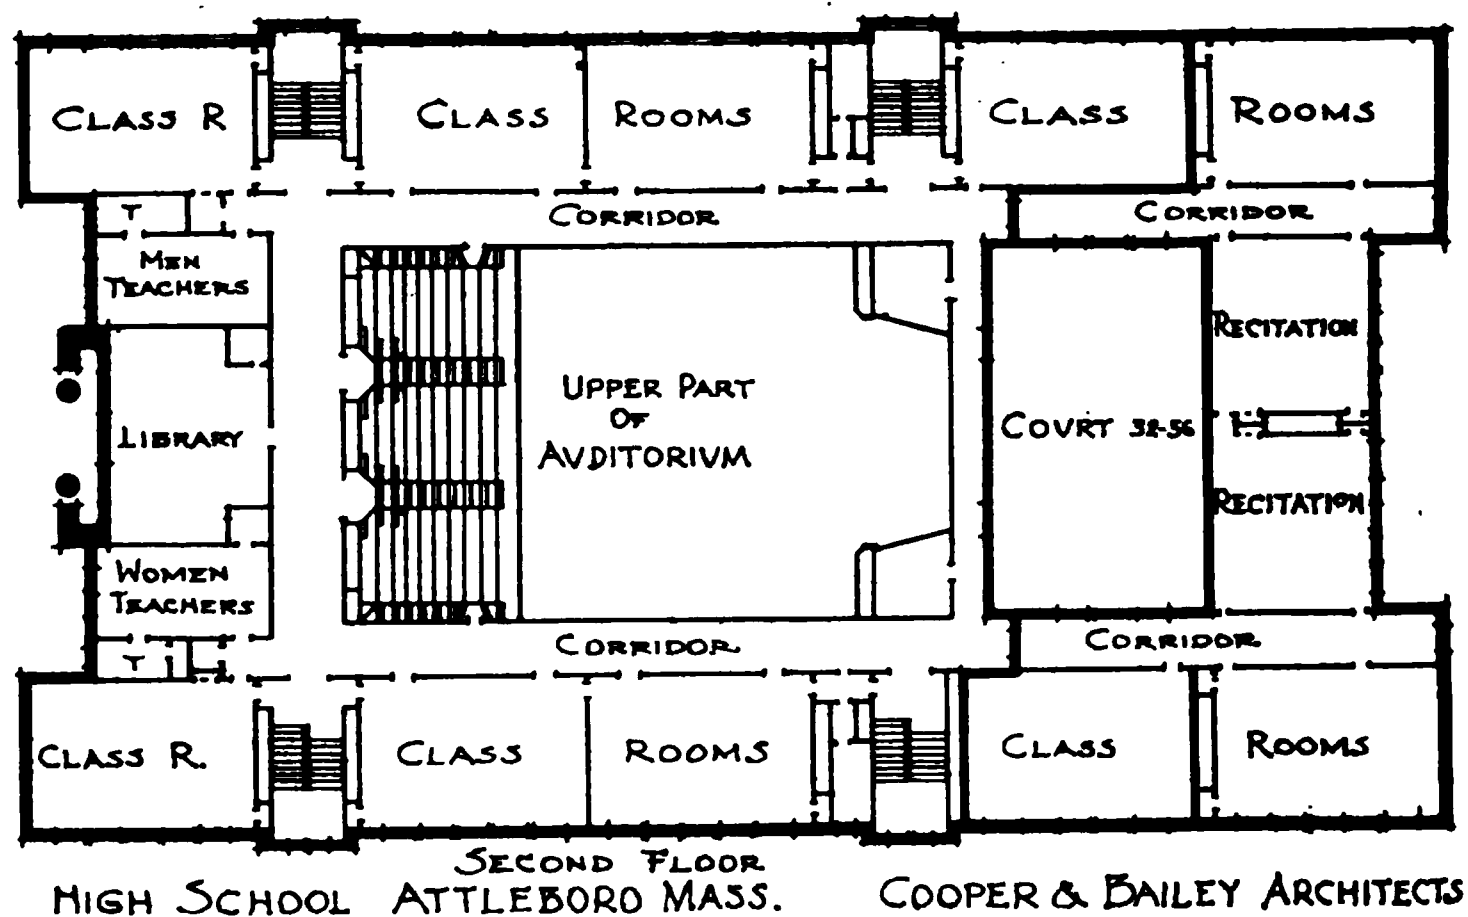 CLASS R
CLASS ROOMS
CLASS ROOMS
CORRIDOR
CORRIDOR
T
MEN
TEACHERS
RECITATION
UPPER PART
OF
AUDITORIUM
LIBRARY
COURT 32-56
RECITATION
WOMEN
TEACHERS
T
CORRIDOR
CORRIDOR
CLASS R.
CLASS ROOMS
CLASS ROOMS
SECOND FLOOR
HIGH SCHOOL ATTLEBORO MASS. COOPER & BAILEY ARCHITECTS